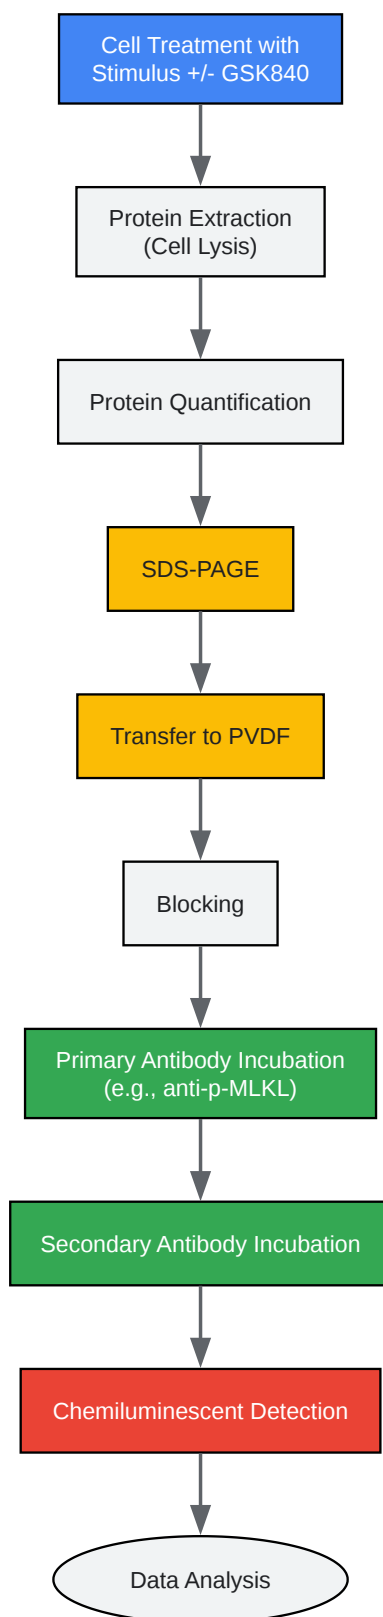 Cell Treatment with
Stimulus +/- GSK840
Protein Extraction
(Cell Lysis)
Protein Quantification
SDS-PAGE
Transfer to PVDF
Blocking
Primary Antibody Incubation
(e.g., anti-p-MLKL)
Secondary Antibody Incubation
Chemiluminescent Detection
Data Analysis